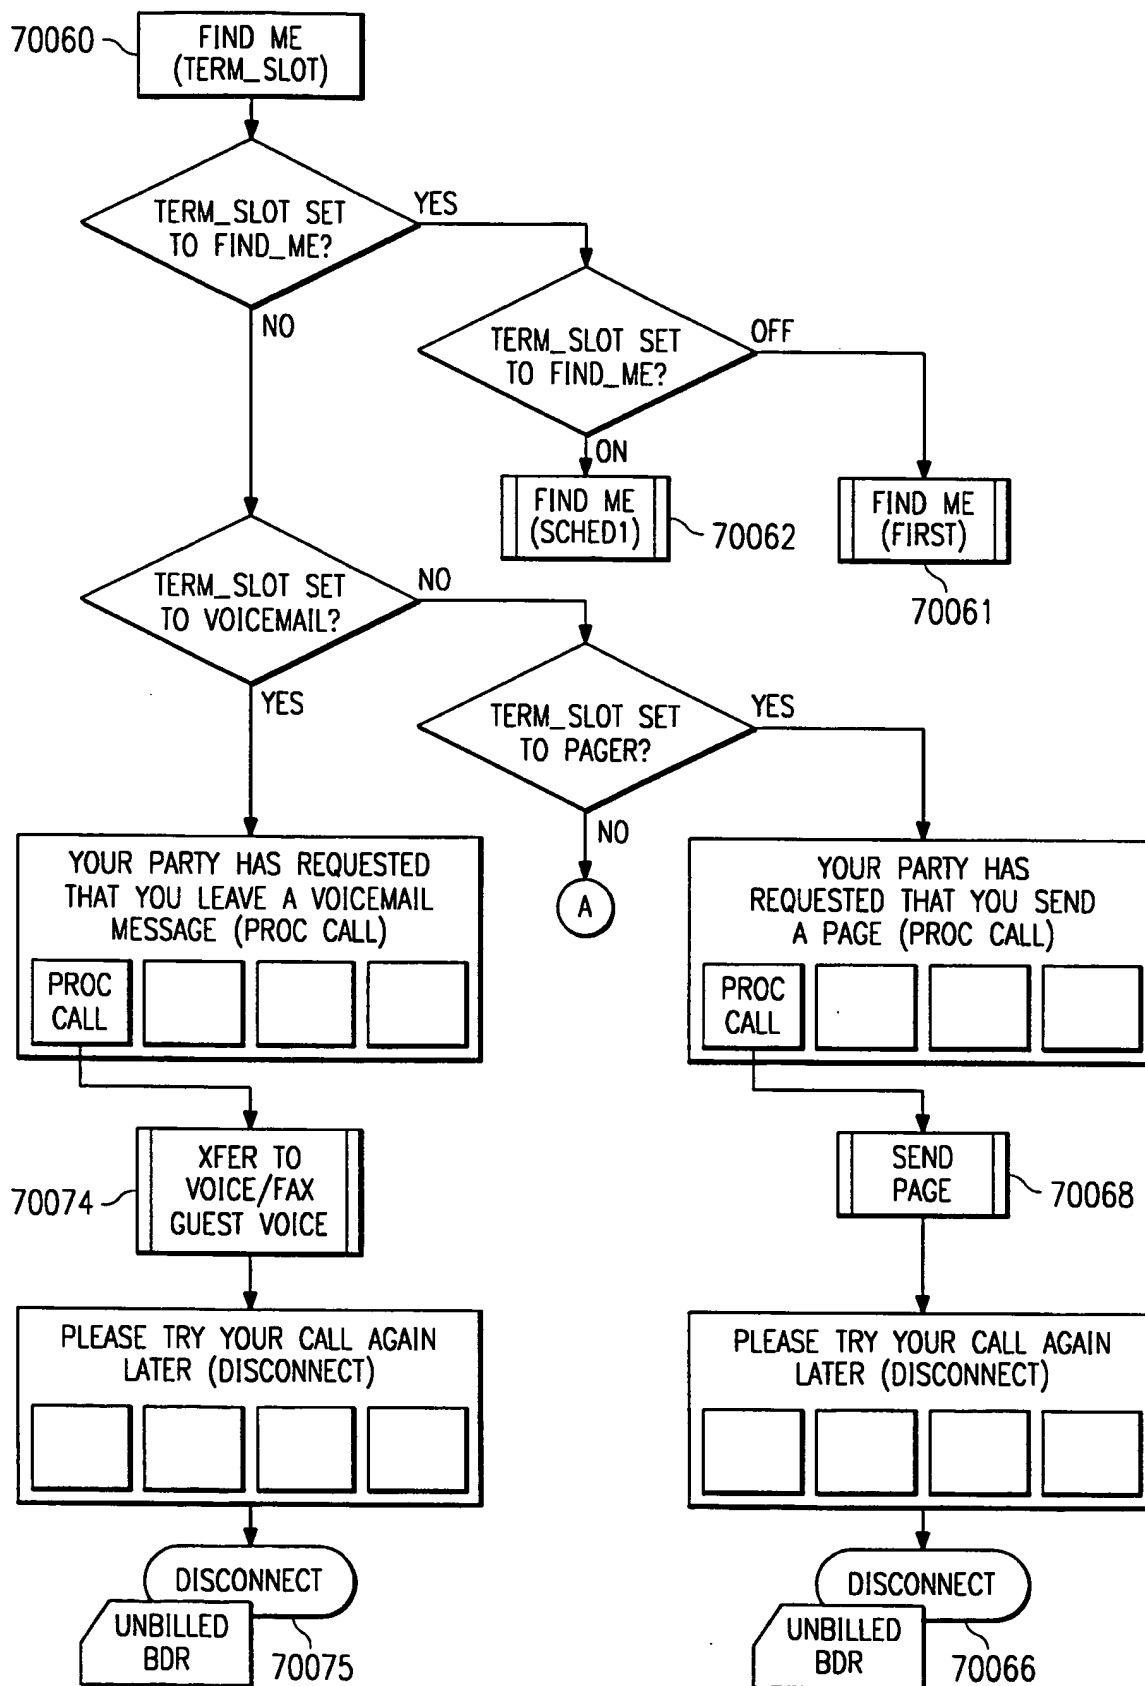 70060
FIND ME
(TERM_SLOT)
TERM_SLOT SET
TO FIND_ME?
YES
NO
TERM_SLOT SET
TO FIND_ME?
OFF
ON
FIND ME
(SCHED1)
70062
FIND ME
(FIRST)
70061
TERM_SLOT SET
TO VOICEMAIL?
NO
YES
TERM_SLOT SET
TO PAGER?
YES
NO
A
YOUR PARTY HAS REQUESTED
THAT YOU LEAVE A VOICEMAIL
MESSAGE (PROC CALL)
PROC
CALL
YOUR PARTY HAS
REQUESTED THAT YOU SEND
A PAGE (PROC CALL)
PROC
CALL
70074
XFER TO
VOICE/FAX
GUEST VOICE
SEND
PAGE
70068
PLEASE TRY YOUR CALL AGAIN
LATER (DISCONNECT)
PLEASE TRY YOUR CALL AGAIN
LATER (DISCONNECT)
DISCONNECT
UNBILLED
BDR
70075
DISCONNECT
UNBILLED
BDR
70066